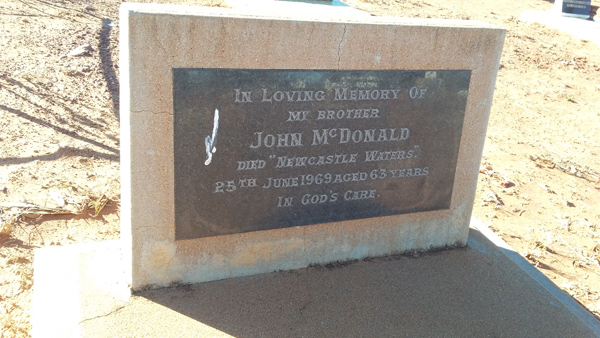 In Loving Memory Of
my brother
John McDonald
died "Newcastle Waters".
25th June 1969 aged 63 years
In God's Care.